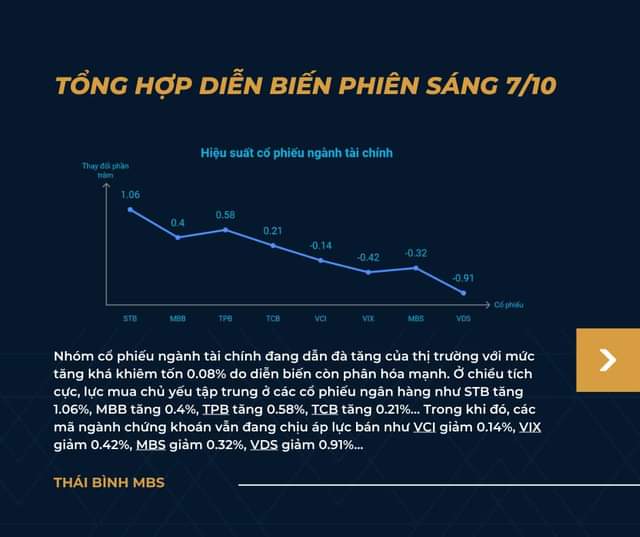 TỔNG HỢP DIỄN BIẾN PHIÊN SÁNG 7/10
Hiệu suất cổ phiếu ngành tài chính
Thay đổi phần
trăm
1.06
0.4
0.58
0.21
-0.14
-0.42
-0.32
-0.91
Cổ phiếu
STB
MBB
TPB
TCB
VCI
VIX
MBS
VDS
Nhóm cổ phiếu ngành tài chính đang dẫn đà tăng của thị trường với mức
tăng khá khiêm tốn 0.08% do diễn biến còn phân hóa mạnh. Ở chiều tích
cực, lực mua chủ yếu tập trung ở các cổ phiếu ngân hàng như STB tăng
1.06%, MBB tăng 0.4%, TPB tăng 0.58%, TCB tăng 0.21%... Trong khi đó, các
mã ngành chứng khoán vẫn đang chịu áp lực bán như VCI giảm 0.14%, VIX
giảm 0.42%, MBS giảm 0.32%, VDS giảm 0.91%...
THÁI BÌNH MBS